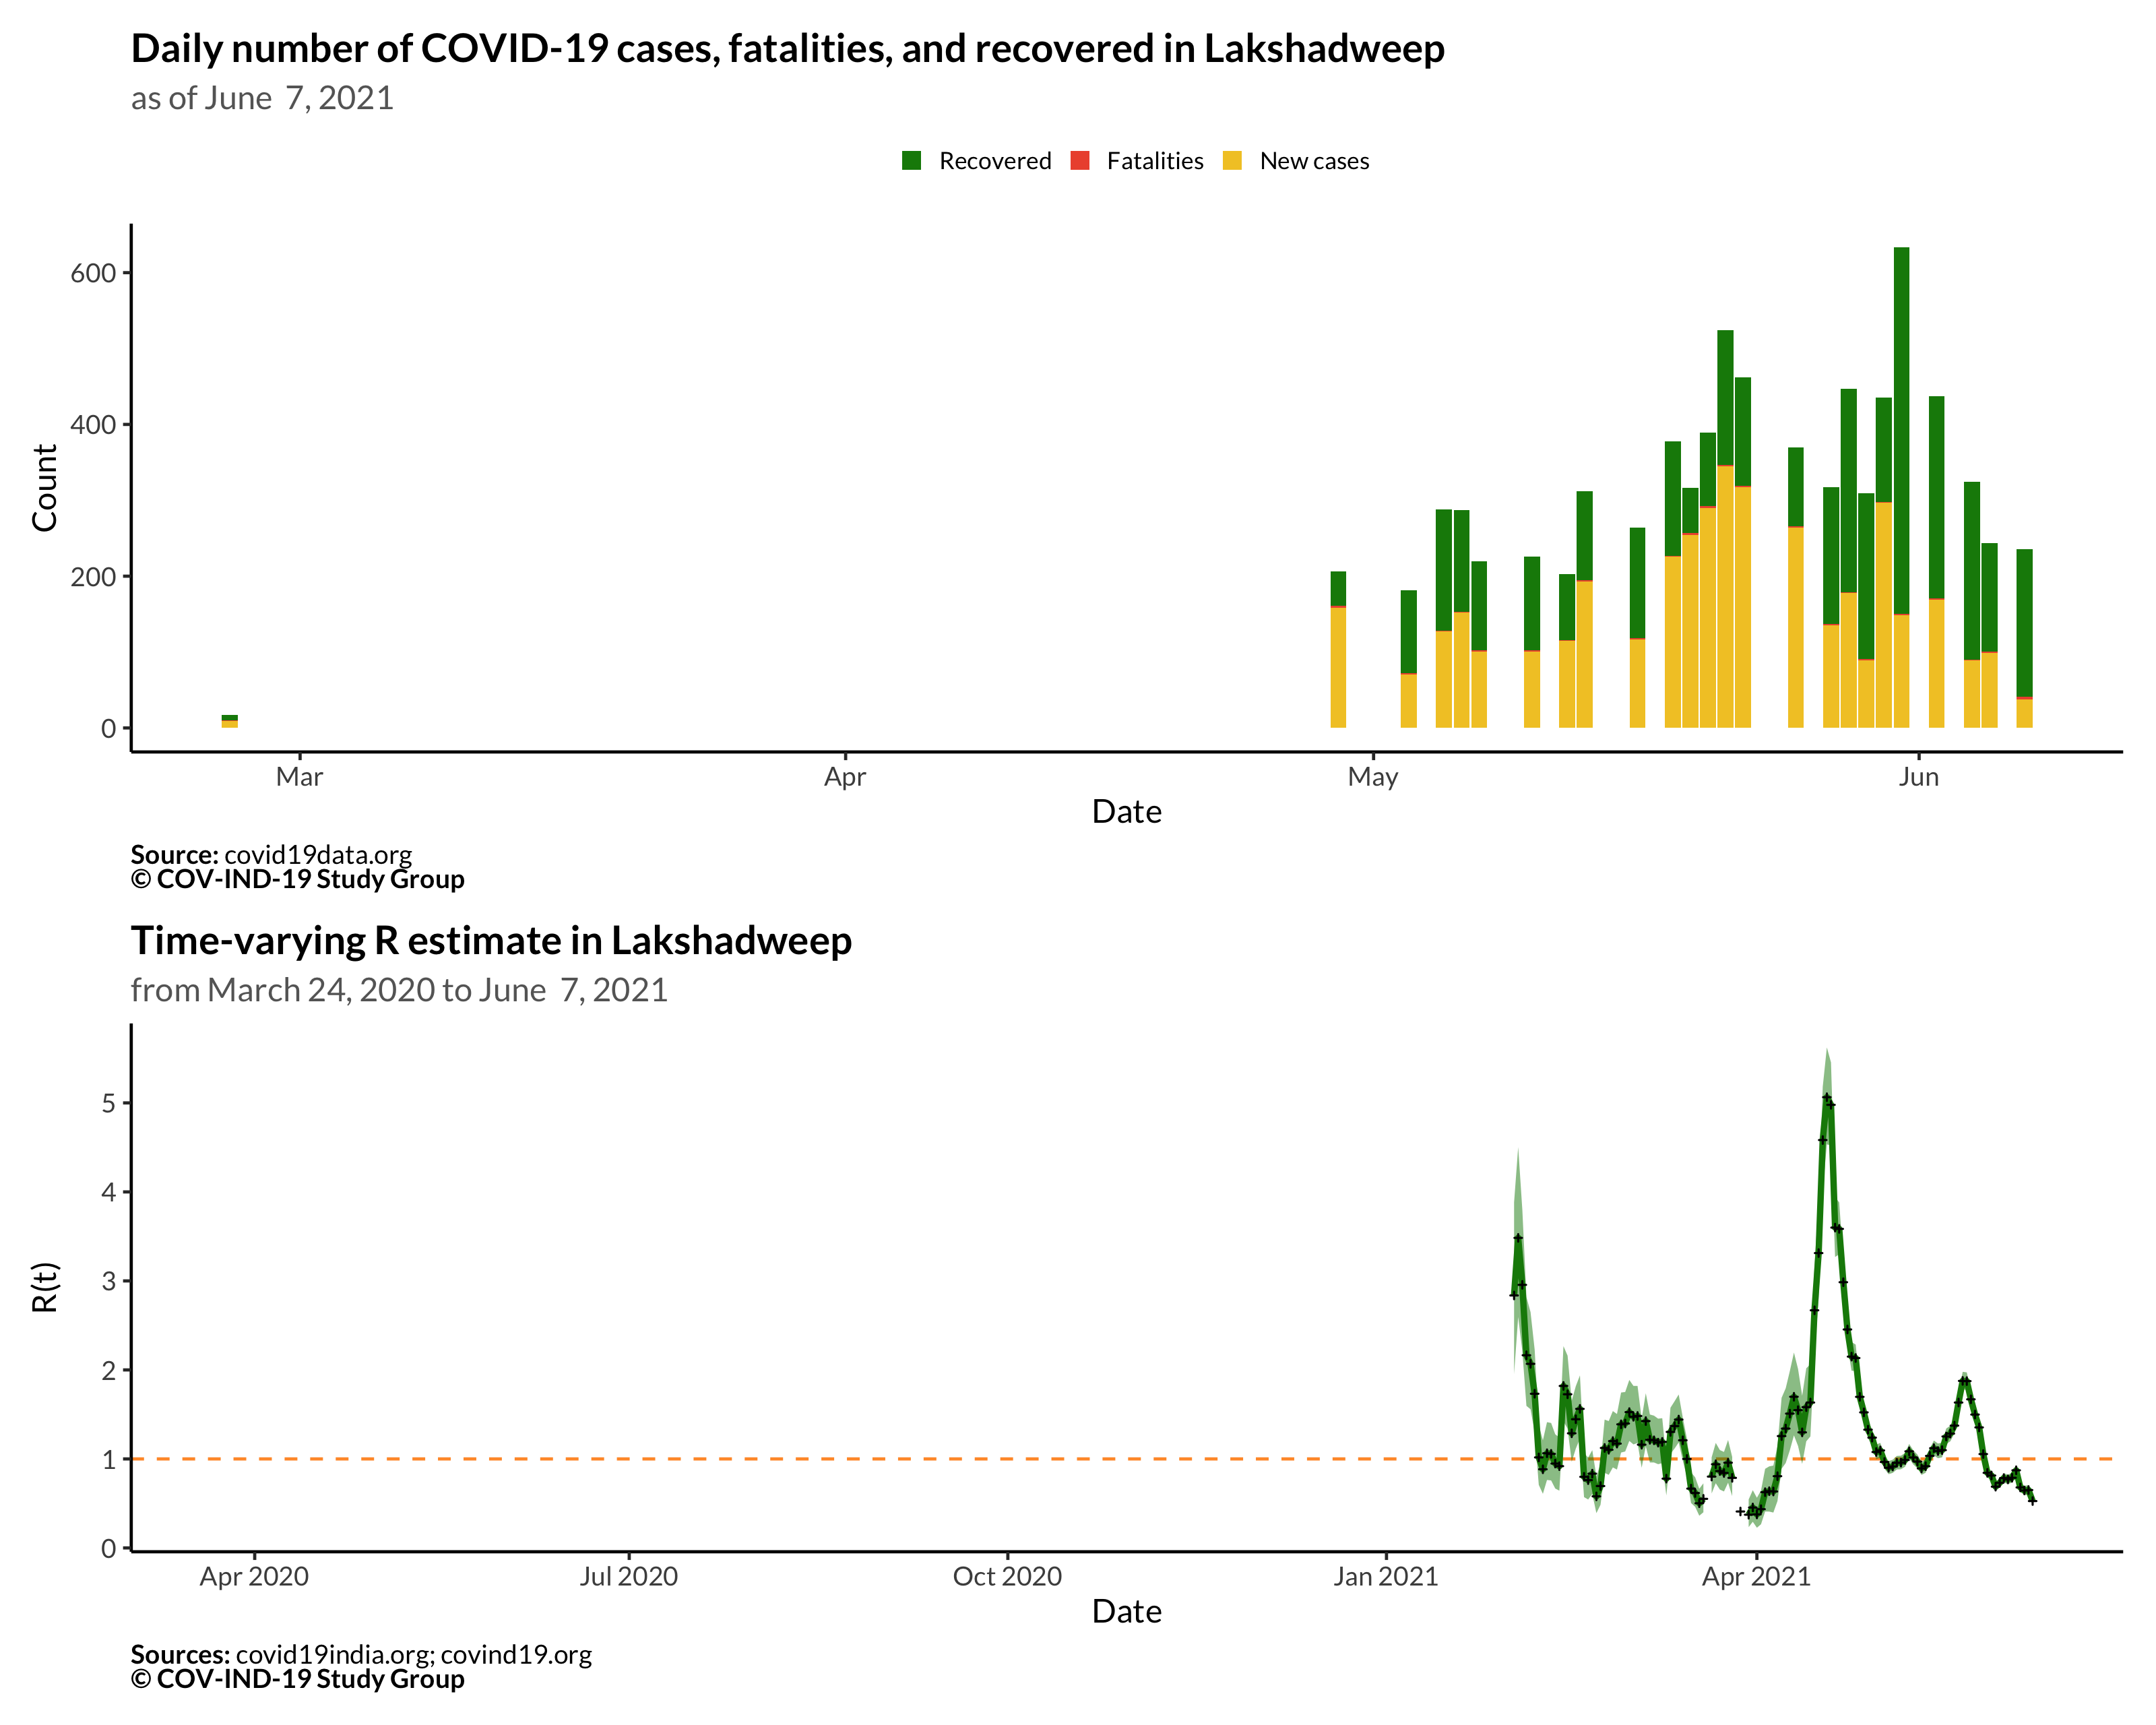 Daily number of COVID-19 cases, fatalities, and recovered in Lakshadweep
as of June  7, 2021
Recovered Fatalities New cases
Count
600
400
200
0
Mar Apr May Jun
Date
Source: covid19data.org
© COV-IND-19 Study Group
Time-varying R estimate in Lakshadweep
from March 24, 2020 to June  7, 2021
R(t)
5
4
3
2
1
0
Apr 2020 Jul 2020 Oct 2020 Jan 2021 Apr 2021
Date
Sources: covid19india.org; covind19.org
© COV-IND-19 Study Group